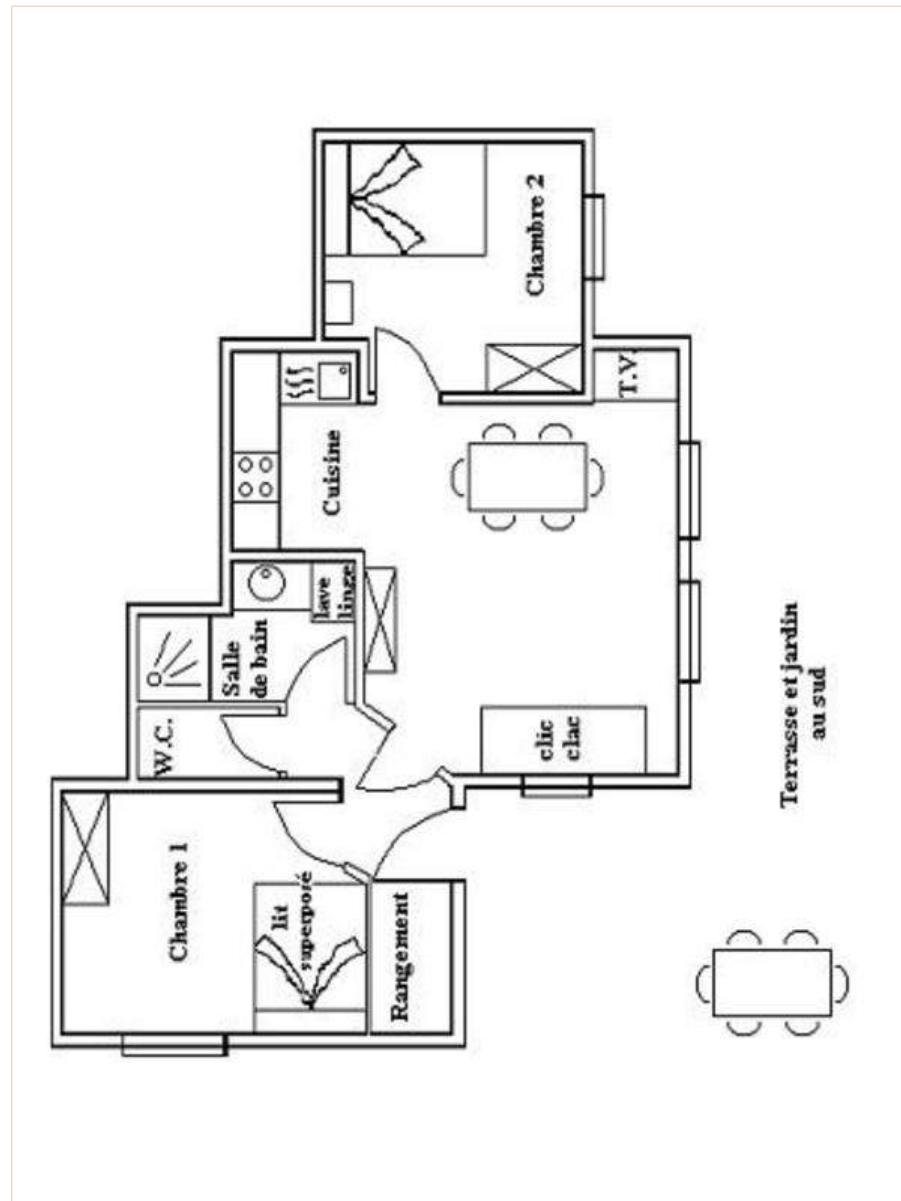 Chambre 1
lit
superposé
Rangement
W.C.
Salle
de bain
lave
linge
Cuisine
Chambre 2
T.V.
clic
clac
Terrasse et jardin
au sud